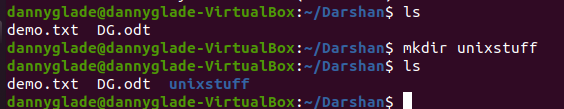 dannyglade@dannyglade-VirtualBox:~/Darshan$ ls
demo.txt  DG.odt
dannyglade@dannyglade-VirtualBox:~/Darshan$ mkdir unixstuff
dannyglade@dannyglade-VirtualBox:~/Darshan$ ls
demo.txt  DG.odt  unixstuff
dannyglade@dannyglade-VirtualBox:~/Darshan$